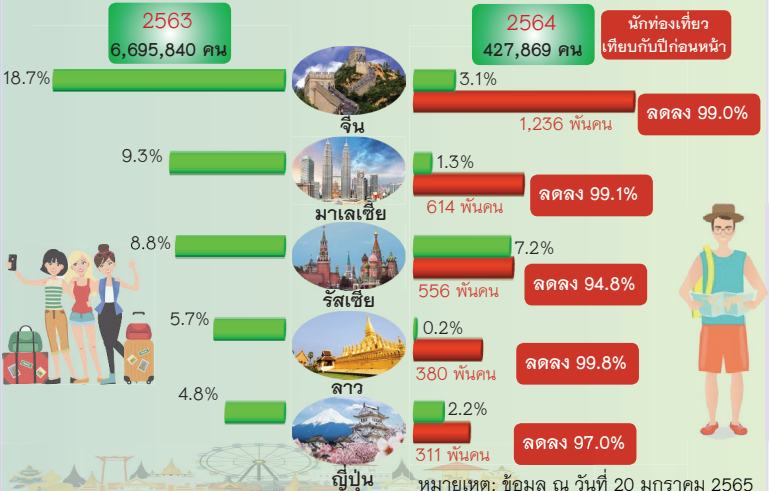 2563
6,695,840 คน
2564
427,869 คน
นักท่องเที่ยว
เทียบกับปีก่อนหน้า
18.7%
จีน
3.1%
1,236 พันคน
ลดลง 99.0%
9.3%
มาเลเซีย
1.3%
614 พันคน
ลดลง 99.1%
8.8%
รัสเซีย
7.2%
556 พันคน
ลดลง 94.8%
5.7%
ลาว
0.2%
380 พันคน
ลดลง 99.8%
4.8%
ญี่ปุ่น
2.2%
311 พันคน
ลดลง 97.0%
หมายเหตุ: ข้อมูล ณ วันที่ 20 มกราคม 2565